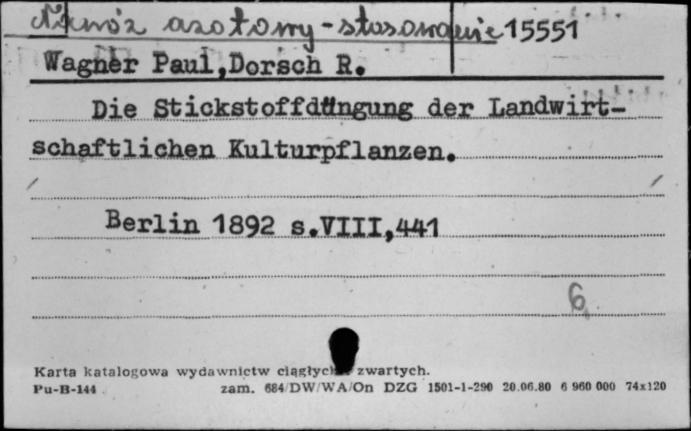 Nawóz azotowy - stosowanie 15551
Wagner Paul,Dorsch R.
Die Stickstoffdüngung der Landwirt-
schaftlichen Kulturpflanzen.
Berlin 1892 s.VIII,441
6
Karta katalogowa wydawnictw ciągłych zwartych.
Pu-B-144 zam. 684/DW/WA/On DZG 1501-1-290 20.06.80 6 960 000 74x120